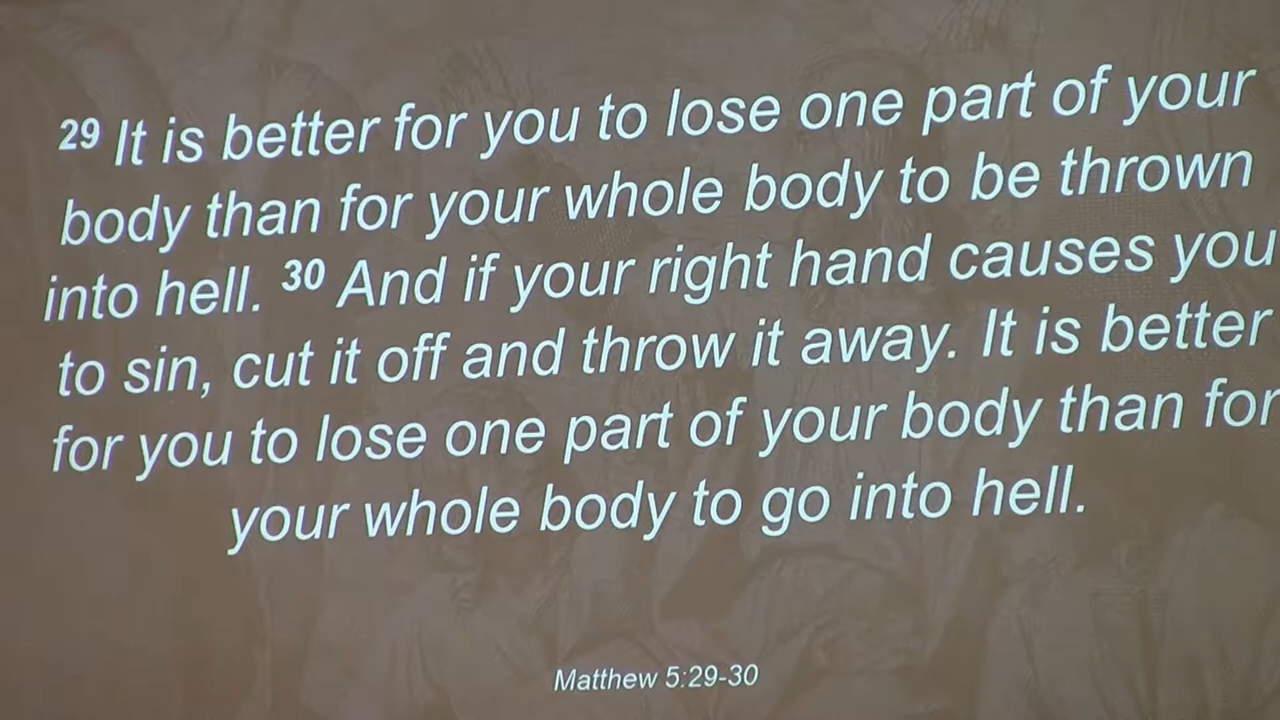 29 It is better for you to lose one part of your
body than for your whole body to be thrown
into hell. 30 And if your right hand causes you
to sin, cut it off and throw it away. It is better
for you to lose one part of your body than for
your whole body to go into hell.
Matthew 5:29-30